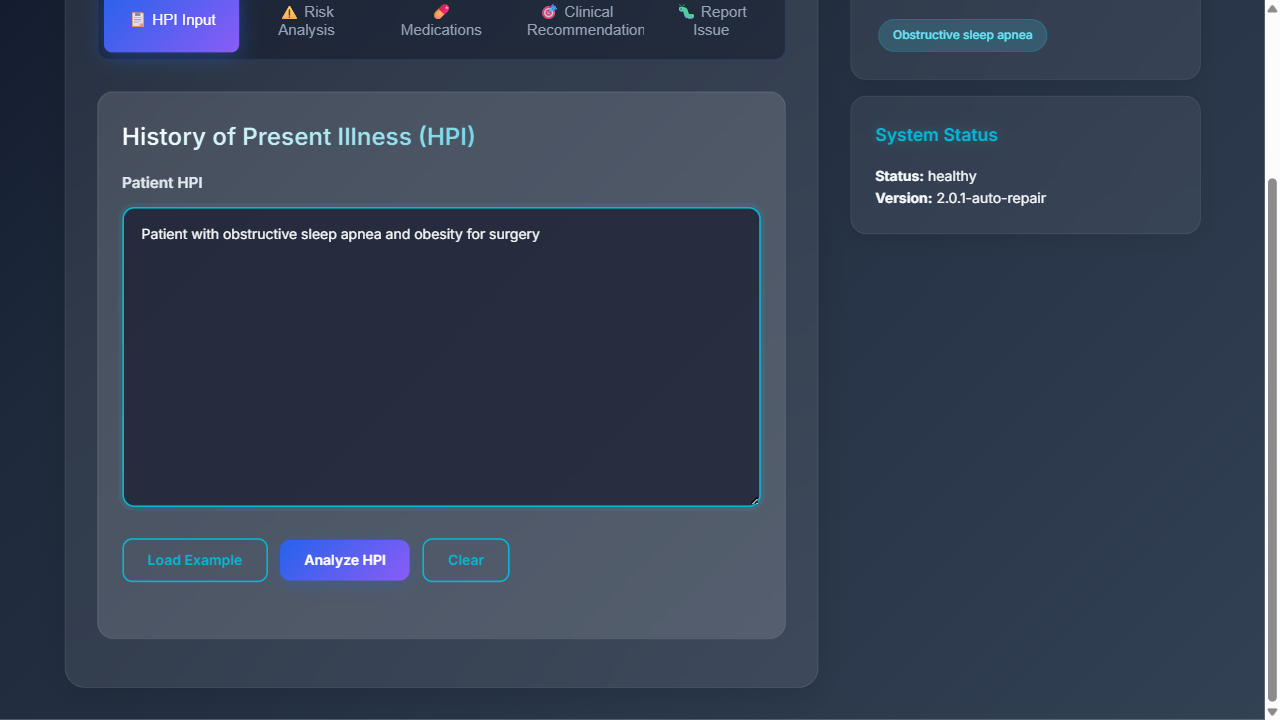 HPI Input
Risk
Analysis
Medications
Clinical
Recommendation
Report
Issue
History of Present Illness (HPI)
Patient HPI
Patient with obstructive sleep apnea and obesity for surgery
Load Example
Analyze HPI
Clear
Obstructive sleep apnea
System Status
Status: healthy
Version: 2.0.1-auto-repair